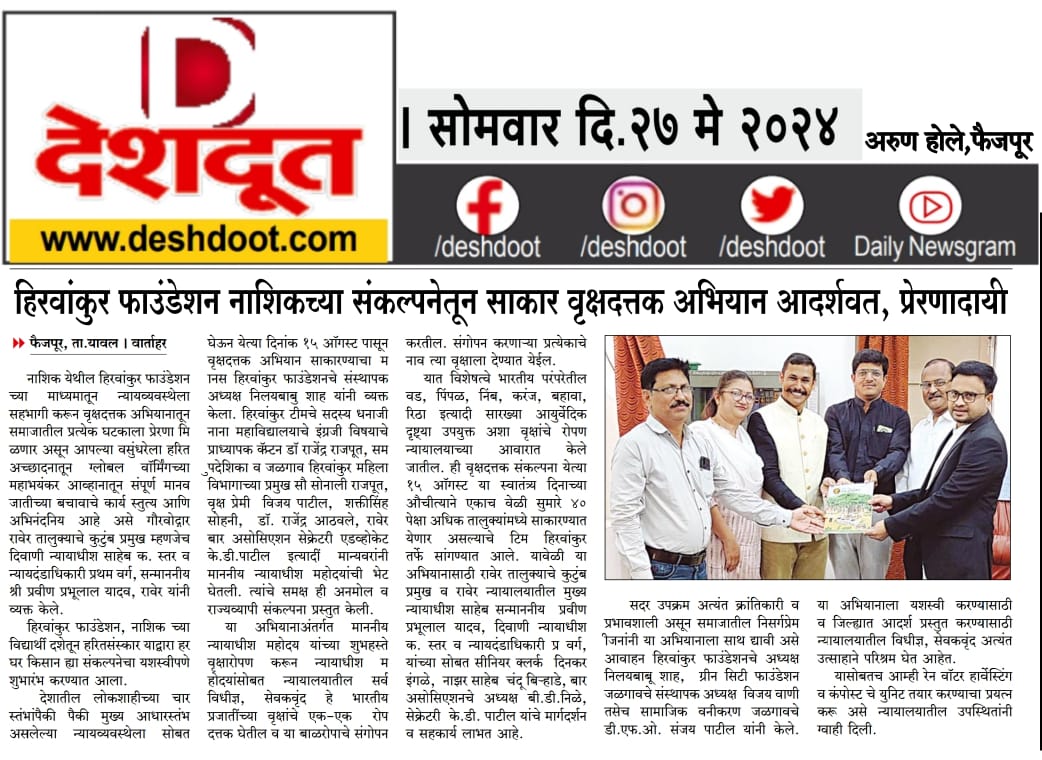 D
देशदूत
www.deshdoot.com
। सोमवार दि.२७ मे २०२४
अरुण होले,फैजपूर
/deshdoot
/deshdoot
/deshdoot
Daily Newsgram
हिरवांकुर फाउंडेशन नाशिकच्या संकल्पनेतून साकार वृक्षदत्तक अभियान आदर्शवत, प्रेरणादायी
फैजपूर, ता.यावल । वार्ताहर
नाशिक येथील हिरवांकुर फाउंडेशन
च्या माध्यमातून न्यायव्यवस्थेला
सहभागी करून वृक्षदत्तक अभियानातून
समाजातील प्रत्येक घटकाला प्रेरणा मि
ळणार असून आपल्या वसुंधरेला हरित
अच्छादनातून ग्लोबल वॉर्मिंगच्या
महाभयंकर आव्हानातून संपूर्ण मानव
जातीच्या बचावाचे कार्य स्तुत्य आणि
अभिनंदनिय आहे असे गौरवोद्गार
रावेर तालुक्याचे कुटुंब प्रमुख म्हणजेच
दिवाणी न्यायाधीश साहेब क. स्तर व
न्यायदंडाधिकारी प्रथम वर्ग, सन्माननीय
श्री प्रवीण प्रभूलाल यादव, रावेर यांनी
व्यक्त केले.
हिरवांकुर फाउंडेशन, नाशिक च्या
विद्यार्थी दशेतून हरितसंस्कार याद्वारा हर
घर किसान ह्या संकल्पनेचा यशस्वीपणे
शुभारंभ करण्यात आला.
देशातील लोकशाहीच्या चार
स्तंभांपैकी पैकी मुख्य आधारस्तंभ
असलेल्या न्यायव्यवस्थेला सोबत
घेऊन येत्या दिनांक १५ ऑगस्ट पासून
वृक्षदत्तक अभियान साकारण्याचा म
ानस हिरवांकुर फाउंडेशनचे संस्थापक
अध्यक्ष निलयबाबु शाह यांनी व्यक्त
केला. हिरवांकुर टीमचे सदस्य धनाजी
नाना महाविद्यालयाचे इंग्रजी विषयाचे
प्राध्यापक कॅप्टन डॉ राजेंद्र राजपूत, सम
ुपदेशिका व जळगाव हिरवांकुर महिला
विभागाच्या प्रमुख सौ सोनाली राजपूत,
वृक्ष प्रेमी विजय पाटील, शक्तीसिंह
सोहनी, डॉ. राजेंद्र आठवले, रावेर
बार असोसिएशन सेक्रेटरी एडव्होकेट
के.डी.पाटील इत्यादीं मान्यवरांनी
माननीय न्यायाधीश महोदयांची भेट
घेतली. त्यांचे समक्ष ही अनमोल व
राज्यव्यापी संकल्पना प्रस्तुत केली.
या अभियानाअंतर्गत माननीय
न्यायाधीश महोदय यांच्या शुभहस्ते
वृक्षारोपण करून न्यायाधीश म
होदयांसोबत न्यायालयातील सर्व
विधीज्ञ, सेवकवृंद हे भारतीय
प्रजातींच्या वृक्षांचे एक-एक रोप
दत्तक घेतील व या बाळरोपाचे संगोपन
करतील. संगोपन करणाऱ्या प्रत्येकाचे
नाव त्या वृक्षाला देण्यात येईल.
यात विशेषत्वे भारतीय परंपरेतील
वड, पिंपळ, निंब, करंज, बहावा,
रिठा इत्यादी सारख्या आयुर्वेदिक
दृष्ट्या उपयुक्त अशा वृक्षांचे रोपण
न्यायालयाच्या आवारात केले
जातील. ही वृक्षदत्तक संकल्पना येत्या
१५ ऑगस्ट या स्वातंत्र्य दिनाच्या
औचीत्याने एकाच वेळी सुमारे ४०
पेक्षा अधिक तालुक्यांमध्ये साकारण्यात
येणार असल्याचे टिम हिरवांकुर
तर्फे सांगण्यात आले. यावेळी या
अभियानासाठी रावेर तालुक्याचे कुटुंब
प्रमुख व रावेर न्यायालयातील मुख्य
न्यायाधीश साहेब सन्माननीय प्रवीण
प्रभूलाल यादव, दिवाणी न्यायाधीश
क. स्तर व न्यायदंडाधिकारी प्र वर्ग,
यांच्या सोबत सीनियर क्लर्क दिनकर
इंगळे, नाझर साहेब चंदू बिऱ्हाडे, बार
असोसिएशनचे अध्यक्ष बी.डी.निळे,
सेक्रेटरी के.डी. पाटील यांचे मार्गदर्शन
व सहकार्य लाभत आहे.
सदर उपक्रम अत्यंत क्रांतिकारी व
प्रभावशाली असून समाजातील निसर्गप्रेम
ीजनांनी या अभियानाला साथ द्यावी असे
आवाहन हिरवांकुर फाउंडेशनचे अध्यक्ष
निलयबाबू शाह, ग्रीन सिटी फाउंडेशन
जळगावचे संस्थापक अध्यक्ष विजय वाणी
तसेच सामाजिक वनीकरण जळगावचे
डी.एफ.ओ. संजय पाटील यांनी केले.
या अभियानाला यशस्वी करण्यासाठी
व जिल्ह्यात आदर्श प्रस्तुत करण्यासाठी
न्यायालयातील विधीज्ञ, सेवकवृंद अत्यंत
उत्साहाने परिश्रम घेत आहेत.
यासोबतच आम्ही रेन वॉटर हार्वेस्टिंग
व कंपोस्ट चे युनिट तयार करण्याचा प्रयत्न
करू असे न्यायालयातील उपस्थितांनी
ग्वाही दिली.